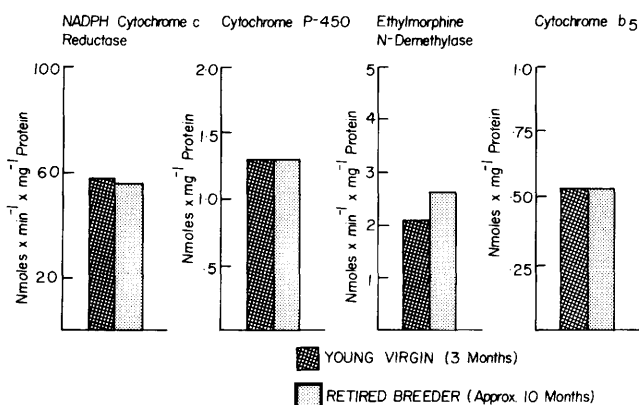 NADPH Cytochrome c
Reductase
Cytochrome P-450
Ethylmorphine
N-Demethylase
Cytochrome b5
Nmoles x min⁻¹ x mg⁻¹ Protein
100
60
20
Nmoles x mg⁻¹ Protein
2.0
1.5
1.0
.5
Nmoles x min⁻¹ x mg⁻¹ Protein
5
4
3
2
1
Nmoles x mg⁻¹ Protein
1.0
.75
.50
.25
YOUNG VIRGIN (3 Months)
RETIRED BREEDER (Approx. 10 Months)